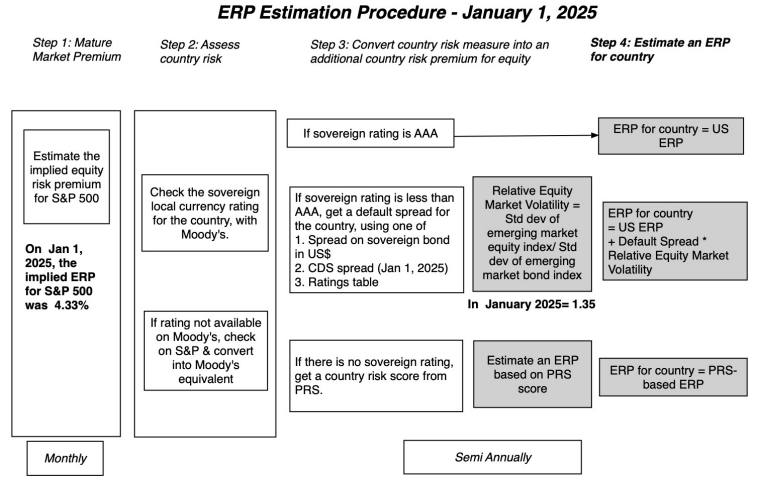 ERP Estimation Procedure - January 1, 2025
Step 1: Mature
Market Premium
Step 2: Assess
country risk
Step 3: Convert country risk measure into an
additional country risk premium for equity
Step 4: Estimate an ERP
for country
Estimate the
implied equity
risk premium
for S&P 500
On Jan 1,
2025, the
implied ERP
for S&P 500
was 4.33%
Check the sovereign
local currency rating
for the country, with
Moody's.
If rating not available
on Moody's, check
on S&P & convert
into Moody's
equivalent
If sovereign rating is AAA
ERP for country = US
ERP
If sovereign rating is less than
AAA, get a default spread for
the country, using one of
1. Spread on sovereign bond
in US$
2. CDS spread (Jan 1, 2025)
3. Ratings table
Relative Equity
Market Volatility =
Std dev of
emerging market
equity index/ Std
dev of emerging
market bond index
In January 2025= 1.35
ERP for country
= US ERP
+ Default Spread *
Relative Equity Market
Volatility
If there is no sovereign rating,
get a country risk score from
PRS.
Estimate an ERP
based on PRS
score
ERP for country = PRS-
based ERP
Monthly
Semi Annually